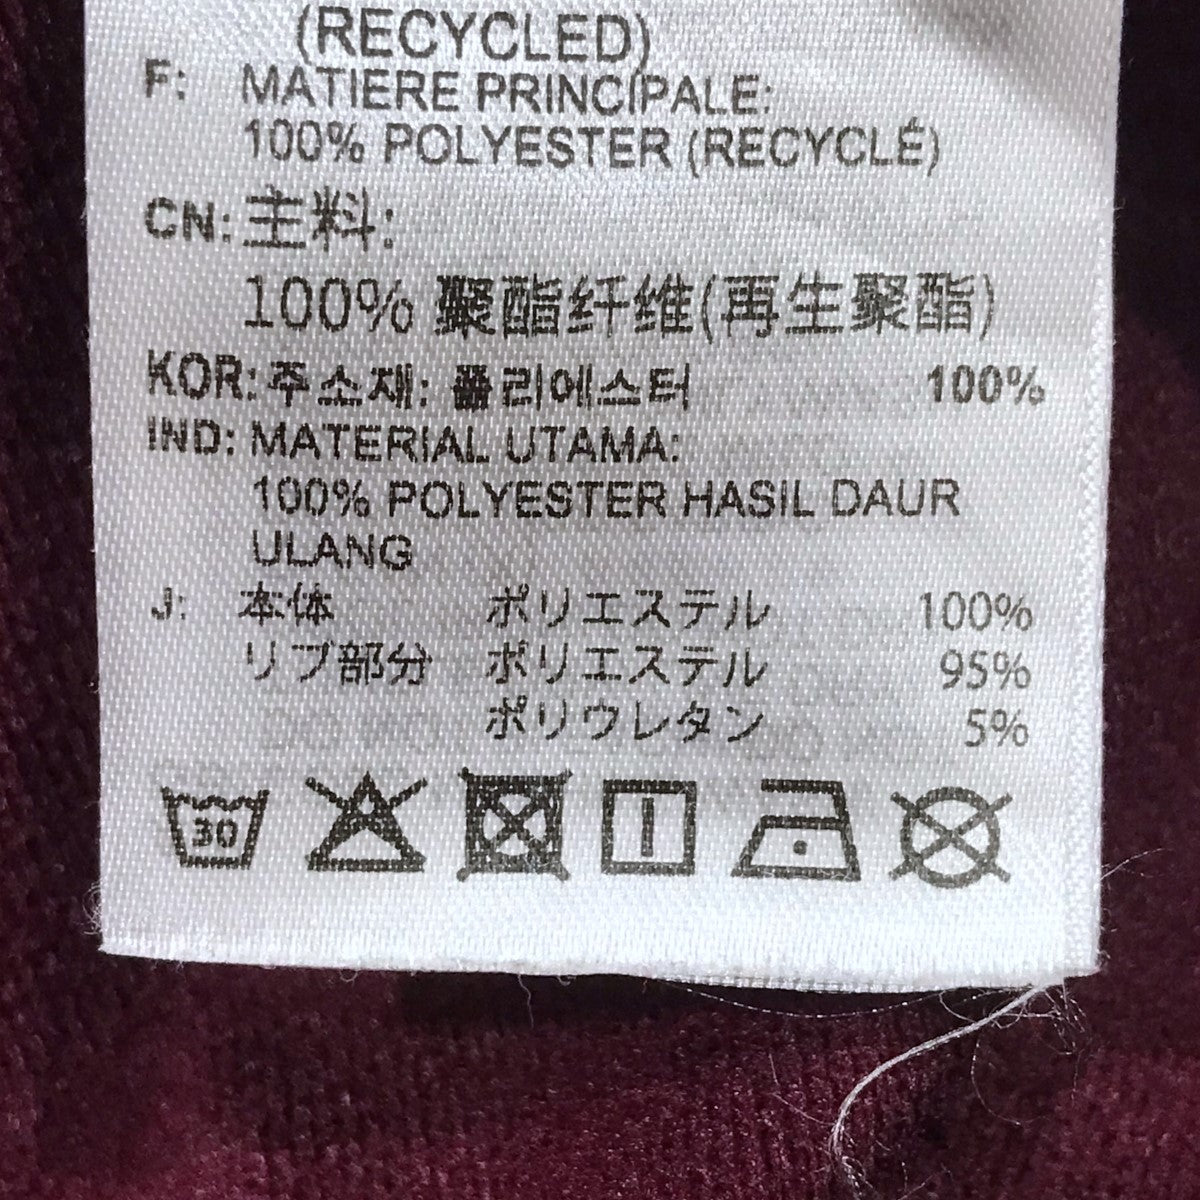 (RECYCLED)
F: MATIERE PRINCIPALE:
100% POLYESTER (RECYCLÉ)
CN: 主料:
100% 聚酯纤维(再生聚酯)
KOR: 주소재: 폴리에스터 100%
IND: MATERIAL UTAMA:
100% POLYESTER HASIL DAUR
ULANG
J: 本体 ポリエステル 100%
リブ部分 ポリエステル 95%
ポリウレタン 5%
30